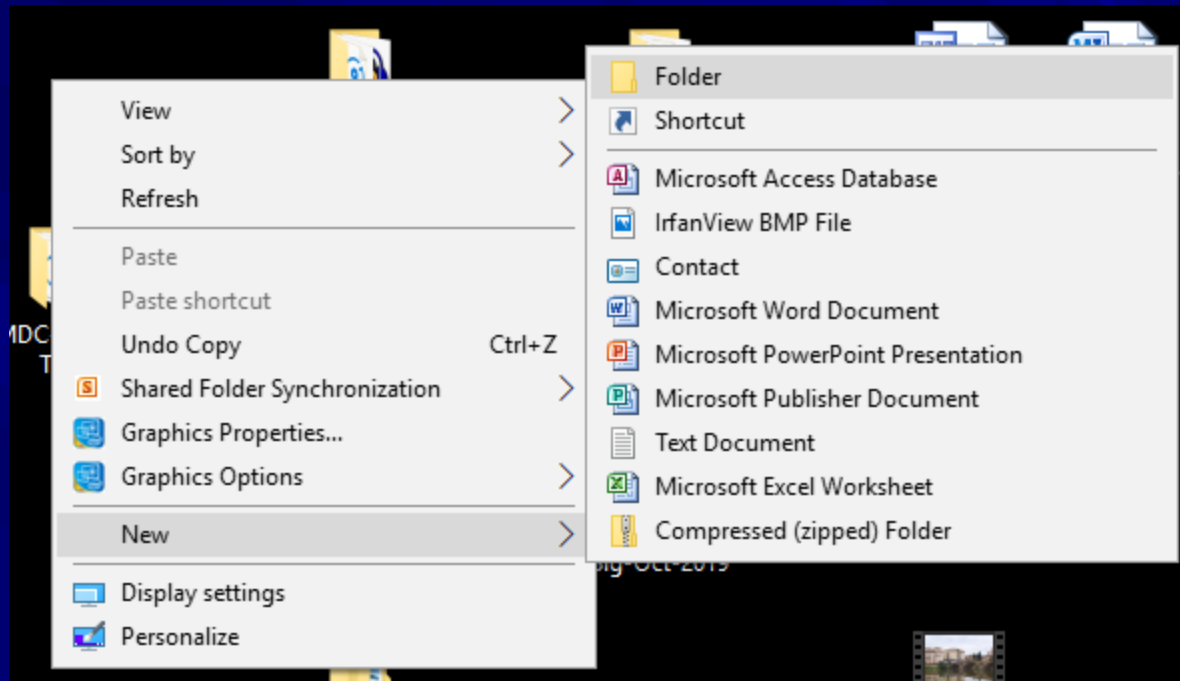 View
Sort by
Refresh
Paste
Paste shortcut
Undo Copy Ctrl+Z
Shared Folder Synchronization
Graphics Properties...
Graphics Options
New
Display settings
Personalize
Folder
Shortcut
Microsoft Access Database
IrfanView BMP File
Contact
Microsoft Word Document
Microsoft PowerPoint Presentation
Microsoft Publisher Document
Text Document
Microsoft Excel Worksheet
Compressed (zipped) Folder